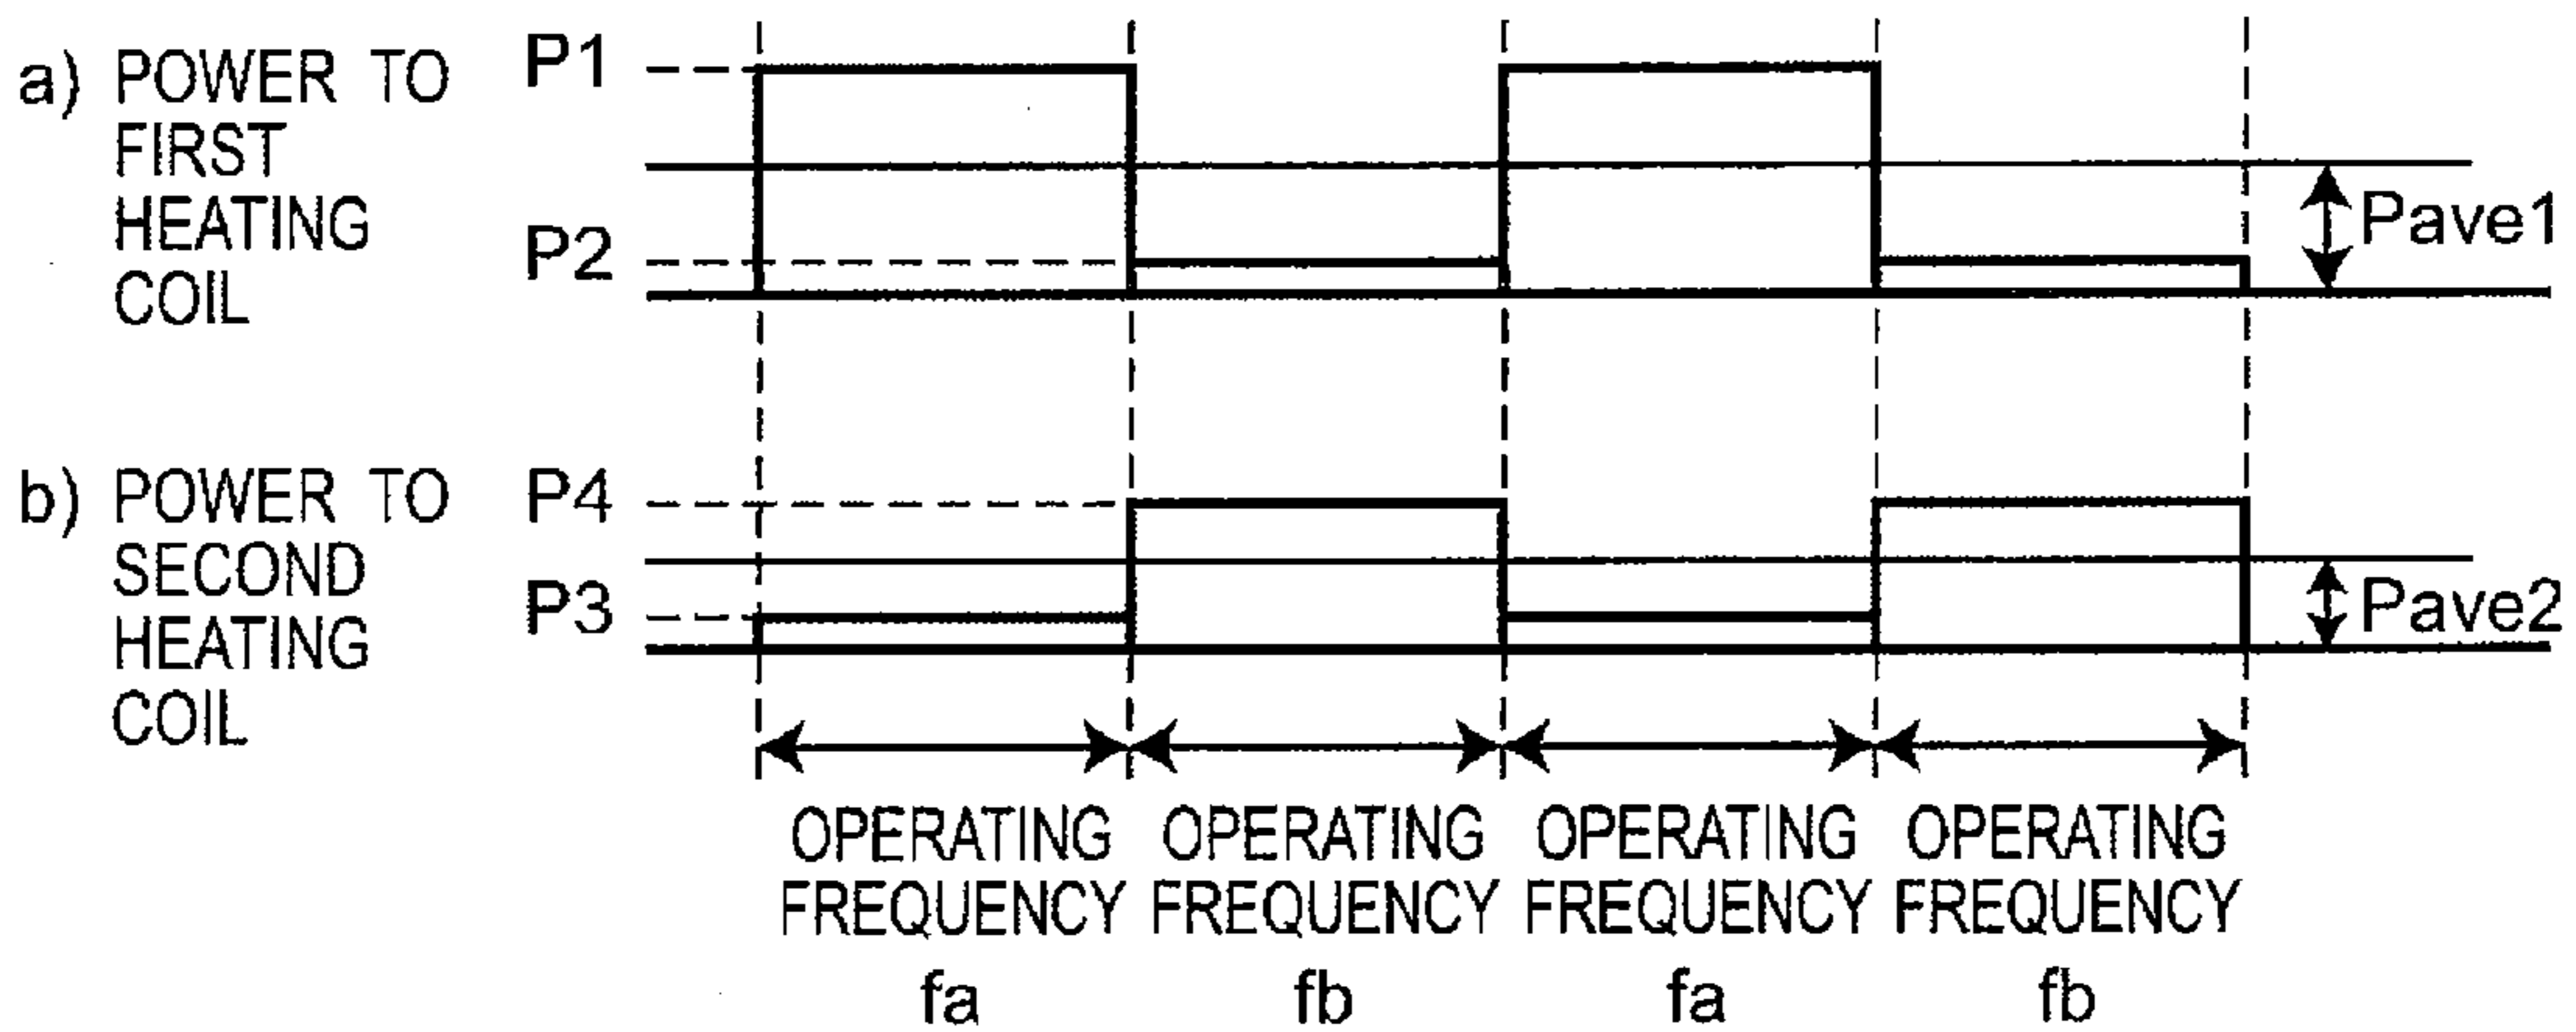 a) POWER TO P1
FIRST
HEATING P2 Pave1
COIL
b) POWER TO P4
SECOND
HEATING P3 Pave2
COIL
OPERATING OPERATING OPERATING OPERATING
FREQUENCY FREQUENCY FREQUENCY FREQUENCY
fa fb fa fb